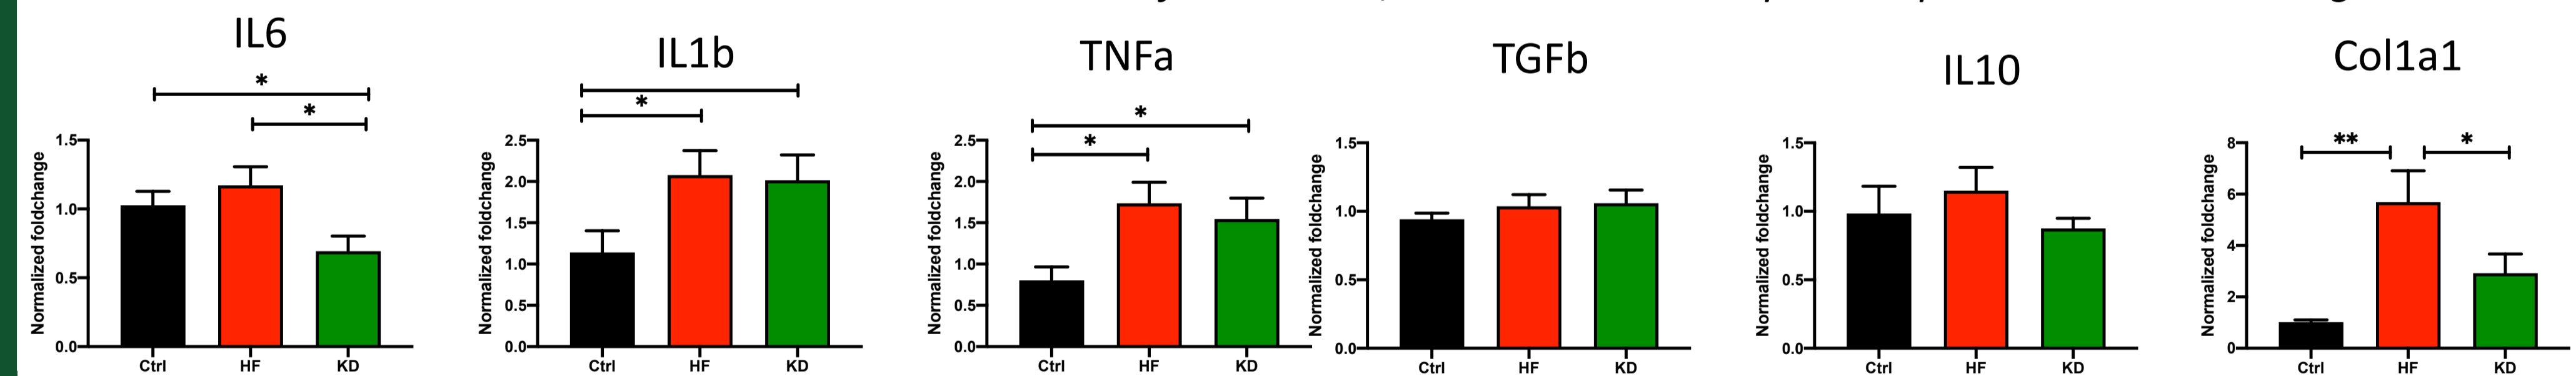 IL6
*
*
Normalized foldchange
1.5
1.0
0.5
0.0
Ctrl
HF
KD
IL1b
*
Normalized foldchange
2.5
2.0
1.5
1.0
0.5
0.0
Ctrl
HF
KD
TNFa
*
*
Normalized foldchange
2.5
2.0
1.5
1.0
0.5
0.0
Ctrl
HF
KD
TGFb
Normalized foldchange
1.5
1.0
0.5
0.0
Ctrl
HF
KD
IL10
Normalized foldchange
1.5
1.0
0.5
0.0
Ctrl
HF
KD
Col1a1
**
*
Normalized foldchange
8
6
4
2
0
Ctrl
HF
KD